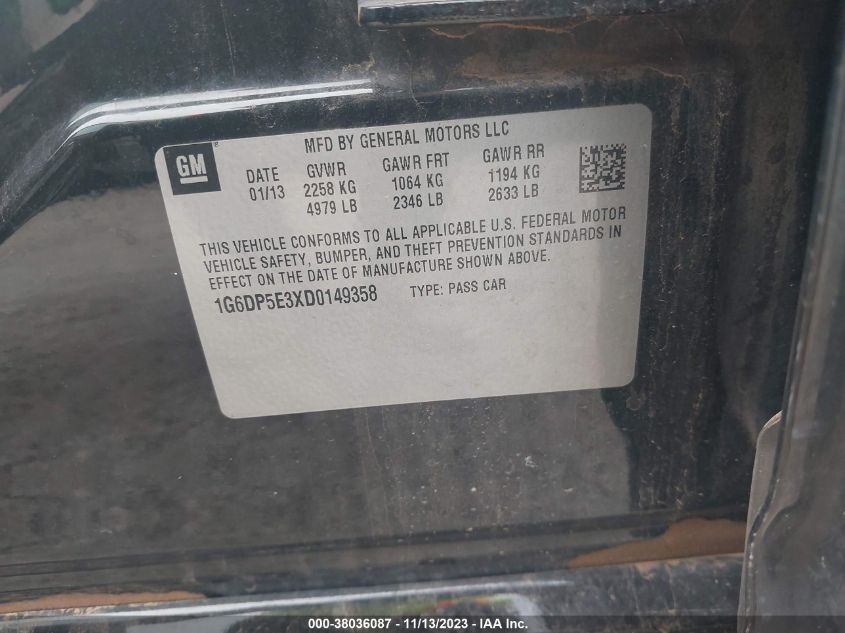 MFD BY GENERAL MOTORS LLC
GM
DATE GVWR GAWR FRT GAWR RR
01/13 2258 KG 1064 KG 1194 KG
4979 LB 2346 LB 2633 LB
THIS VEHICLE CONFORMS TO ALL APPLICABLE U.S. FEDERAL MOTOR
VEHICLE SAFETY, BUMPER, AND THEFT PREVENTION STANDARDS IN
EFFECT ON THE DATE OF MANUFACTURE SHOWN ABOVE.
1G6DP5E3XD0149358 TYPE: PASS CAR
000-38036087 - 11/13/2023 - IAA Inc.